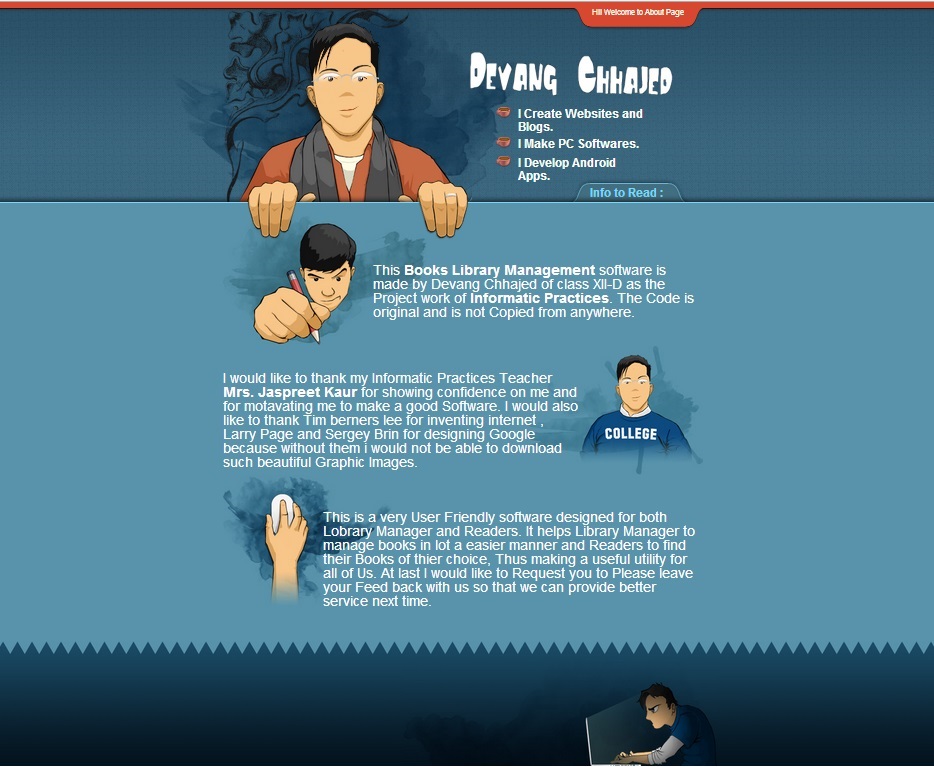 Hi! Welcome to About Page
Devang Chhajed
I Create Websites and
Blogs.
I Make PC Softwares.
I Develop Android
Apps.
Info to Read :
This Books Library Management software is
made by Devang Chhajed of class XII-D as the
Project work of Informatic Practices. The Code is
original and is not Copied from anywhere.
I would like to thank my Informatic Practices Teacher
Mrs. Jaspreet Kaur for showing confidence on me and
for motavating me to make a good Software. I would also
like to thank Tim berners lee for inventing internet ,
Larry Page and Sergey Brin for designing Google
because without them i would not be able to download
such beautiful Graphic Images.
COLLEGE
This is a very User Friendly software designed for both
Lobrary Manager and Readers. It helps Library Manager to
manage books in lot a easier manner and Readers to find
their Books of thier choice, Thus making a useful utility for
all of Us. At last I would like to Request you to Please leave
your Feed back with us so that we can provide better
service next time.